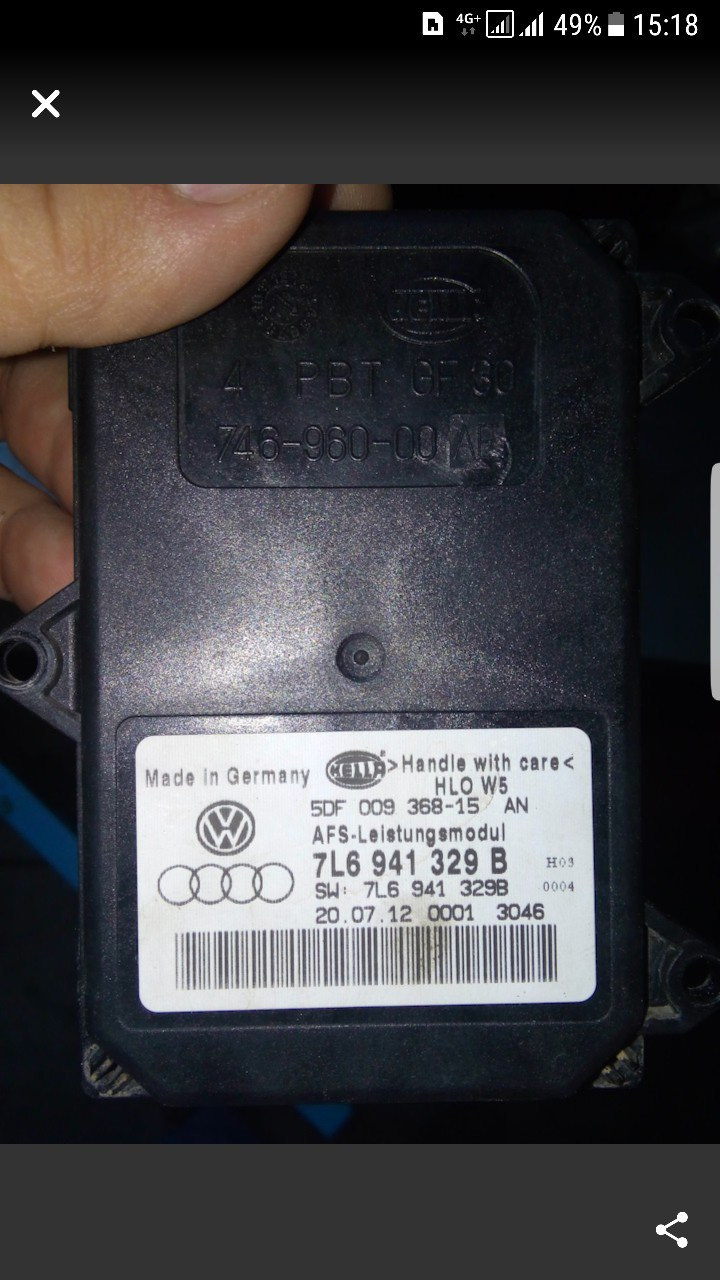 4G+ 49% 15:18
HELLA
4 PBT GF30
746-960-00
Made in Germany HELLA >Handle with care<
HLO W5
5DF 009 368-15 AN
AFS-Leistungsmodul
7L6 941 329 B H03
SW: 7L6 941 329B 0004
20.07.12 0001 3046